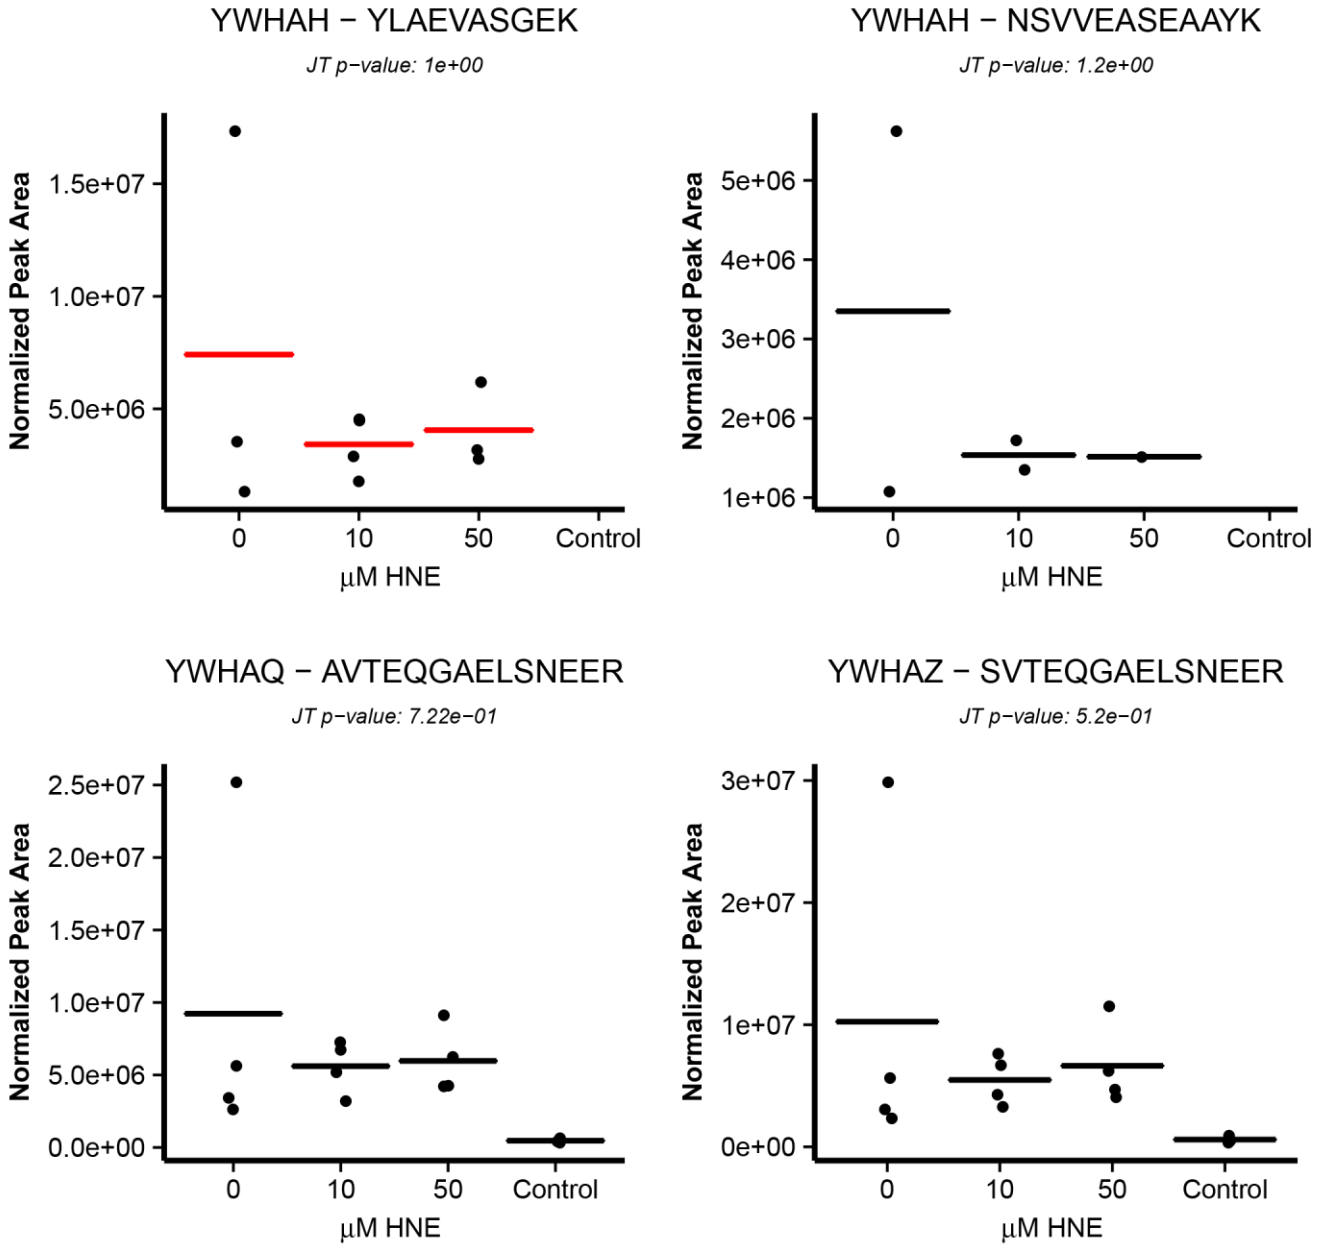 YWHAH − YLAEVASGEK
JT p−value: 1e+00
Normalized Peak Area
1.5e+07
1.0e+07
5.0e+06
0 10 50 Control
μM HNE
YWHAH − NSVVEASEAAYK
JT p−value: 1.2e+00
Normalized Peak Area
5e+06
4e+06
3e+06
2e+06
1e+06
0 10 50 Control
μM HNE
YWHAQ − AVTEQGAELSNEER
JT p−value: 7.22e−01
Normalized Peak Area
2.5e+07
2.0e+07
1.5e+07
1.0e+07
5.0e+06
0.0e+00
0 10 50 Control
μM HNE
YWHAZ − SVTEQGAELSNEER
JT p−value: 5.2e−01
Normalized Peak Area
3e+07
2e+07
1e+07
0e+00
0 10 50 Control
μM HNE